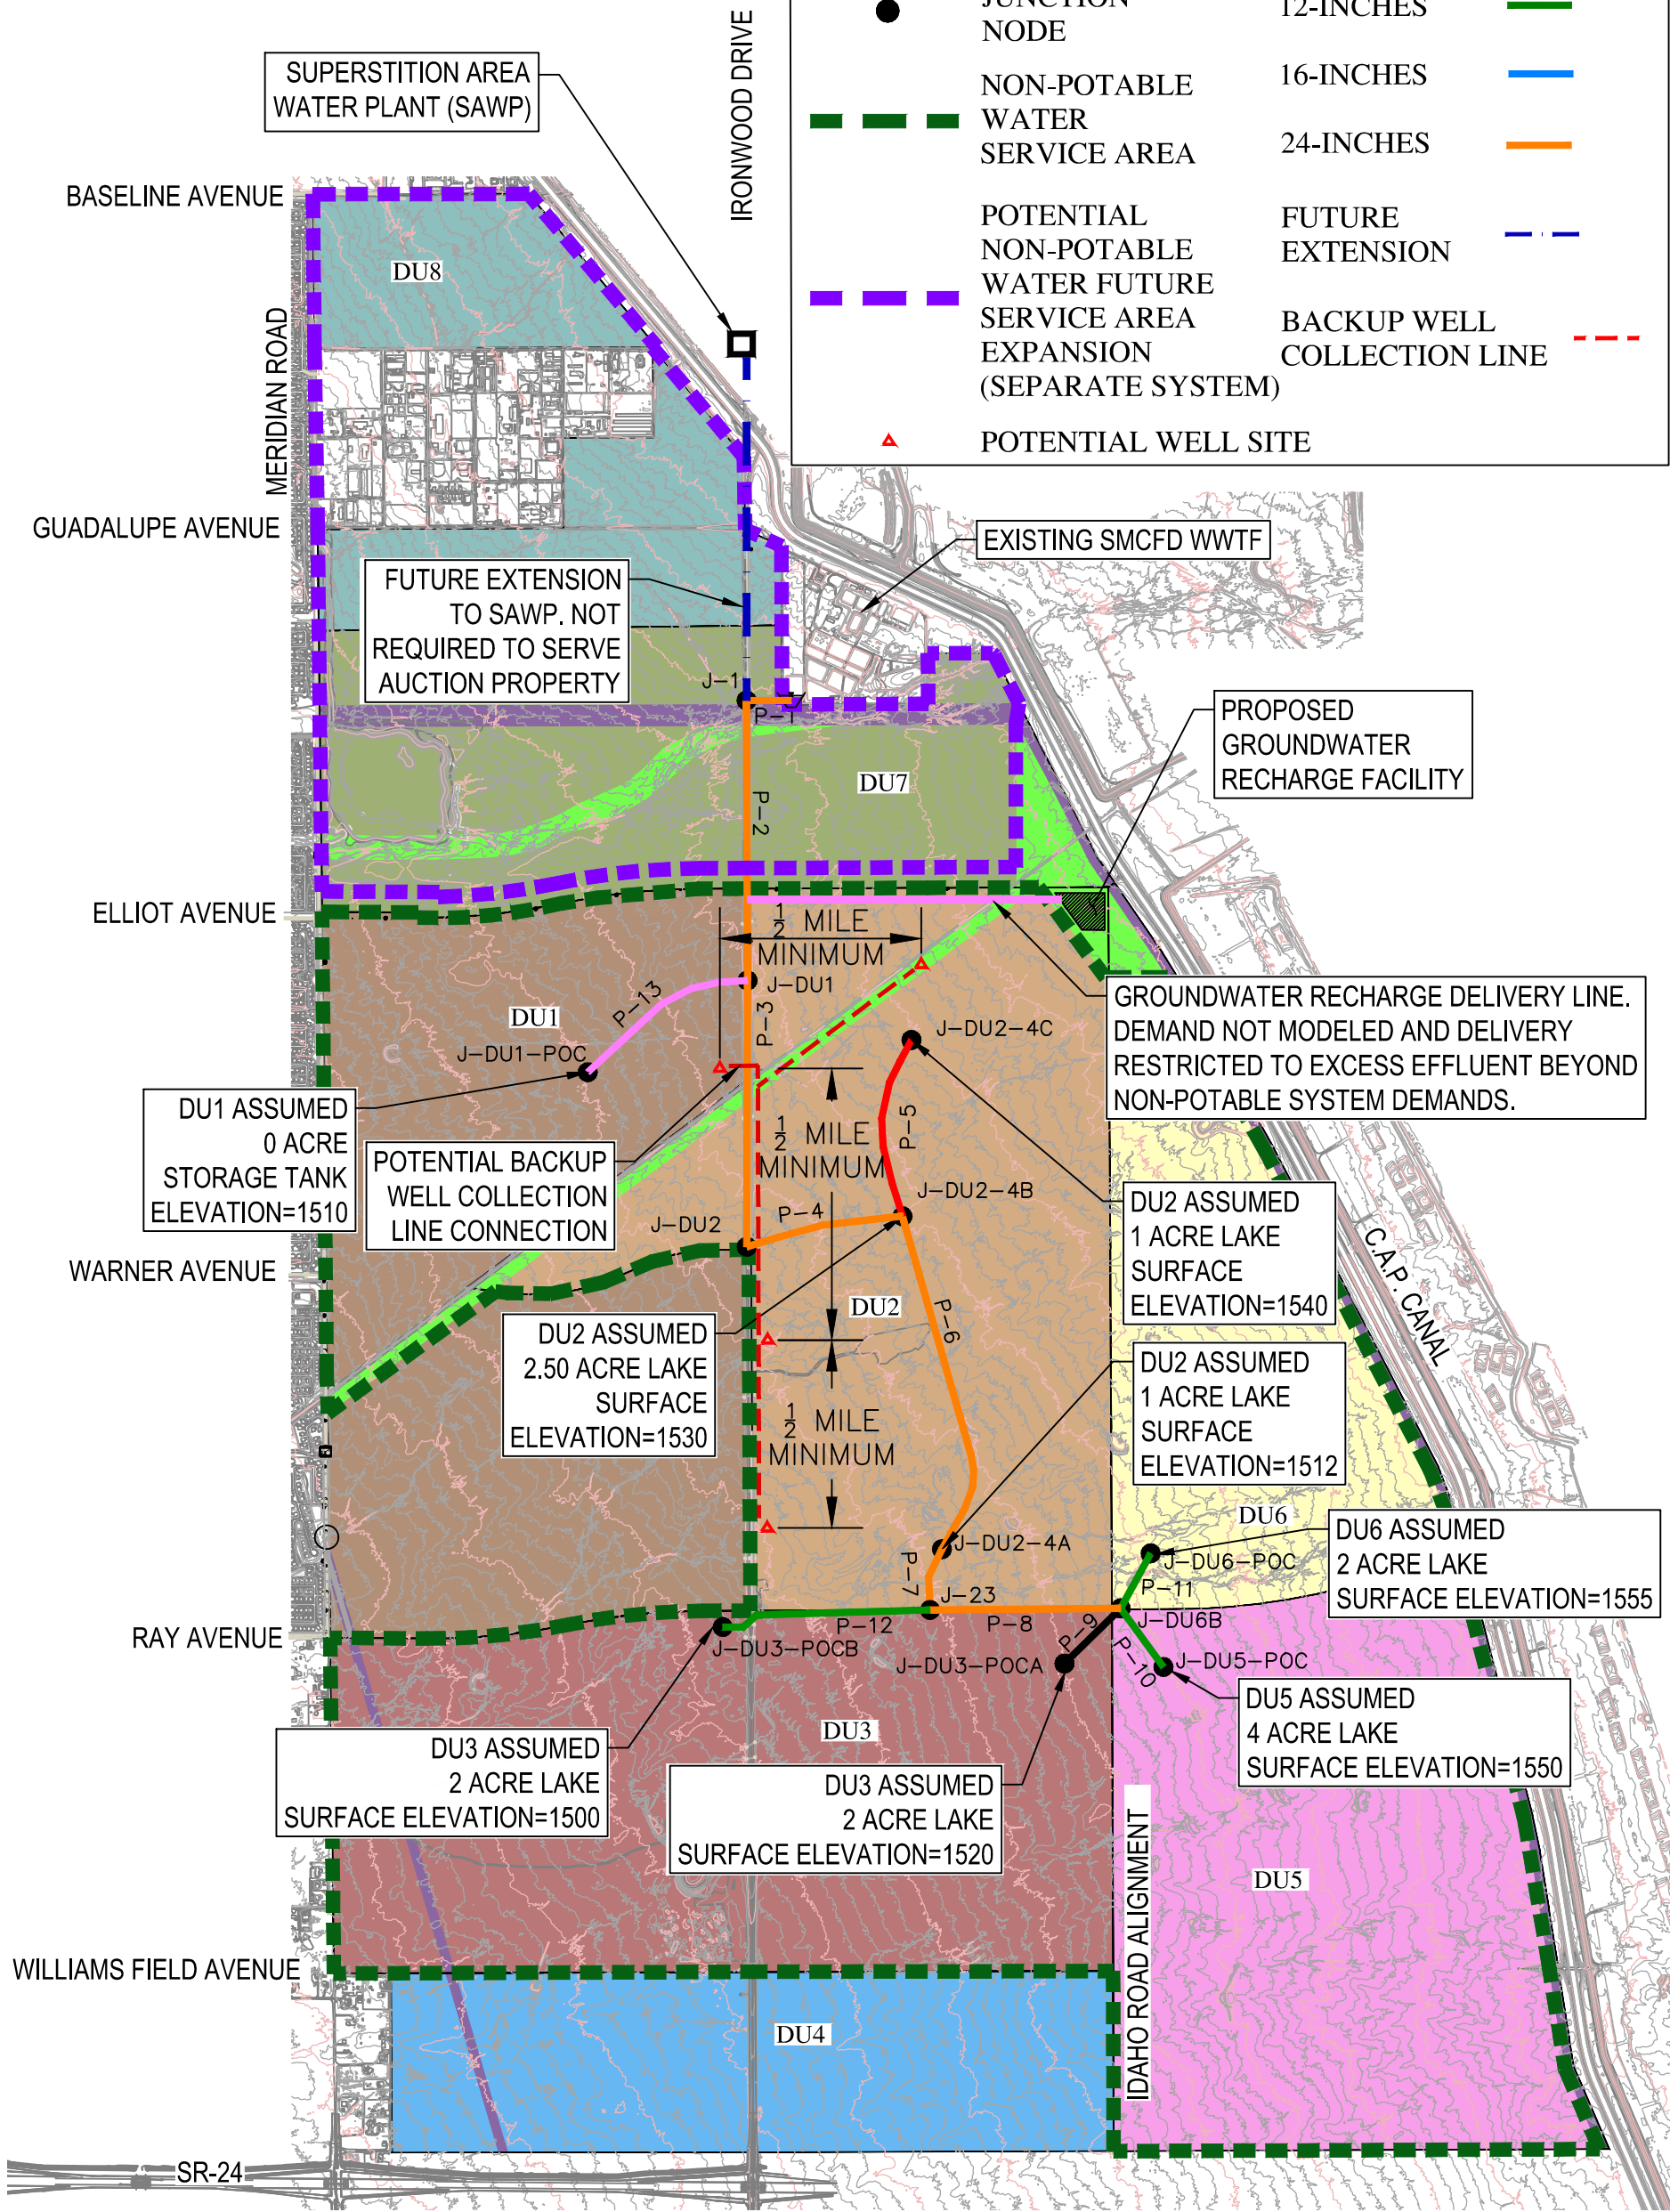 JUNCTION
NODE
12-INCHES
NON-POTABLE
WATER
SERVICE AREA
16-INCHES
24-INCHES
POTENTIAL
NON-POTABLE
WATER FUTURE
SERVICE AREA
EXPANSION
(SEPARATE SYSTEM)
FUTURE
EXTENSION
BACKUP WELL
COLLECTION LINE
POTENTIAL WELL SITE
IRONWOOD DRIVE
SUPERSTITION AREA
WATER PLANT (SAWP)
BASELINE AVENUE
DU8
MERIDIAN ROAD
GUADALUPE AVENUE
EXISTING SMCFD WWTF
FUTURE EXTENSION
TO SAWP. NOT
REQUIRED TO SERVE
AUCTION PROPERTY
J-1
P-1
PROPOSED
GROUNDWATER
RECHARGE FACILITY
DU7
P-2
ELLIOT AVENUE
1/2 MILE
MINIMUM
J-DU1
P-13
DU1
P-3
J-DU1-POC
J-DU2-4C
GROUNDWATER RECHARGE DELIVERY LINE.
DEMAND NOT MODELED AND DELIVERY
RESTRICTED TO EXCESS EFFLUENT BEYOND
NON-POTABLE SYSTEM DEMANDS.
DU1 ASSUMED
0 ACRE
STORAGE TANK
ELEVATION=1510
POTENTIAL BACKUP
WELL COLLECTION
LINE CONNECTION
1/2 MILE
MINIMUM
P-5
J-DU2-4B
J-DU2
P-4
DU2 ASSUMED
1 ACRE LAKE
SURFACE
ELEVATION=1540
C.A.P. CANAL
WARNER AVENUE
DU2
P-6
DU2 ASSUMED
2.50 ACRE LAKE
SURFACE
ELEVATION=1530
DU2 ASSUMED
1 ACRE LAKE
SURFACE
ELEVATION=1512
1/2 MILE
MINIMUM
DU6
DU6 ASSUMED
2 ACRE LAKE
SURFACE ELEVATION=1555
J-DU2-4A
J-DU6-POC
P-7
P-11
J-23
P-12
P-8
J-DU6B
RAY AVENUE
J-DU3-POCB
P-9
J-DU3-POCA
P-10
J-DU5-POC
DU5 ASSUMED
4 ACRE LAKE
SURFACE ELEVATION=1550
DU3
DU3 ASSUMED
2 ACRE LAKE
SURFACE ELEVATION=1500
DU3 ASSUMED
2 ACRE LAKE
SURFACE ELEVATION=1520
IDAHO ROAD ALIGNMENT
DU5
WILLIAMS FIELD AVENUE
DU4
SR-24